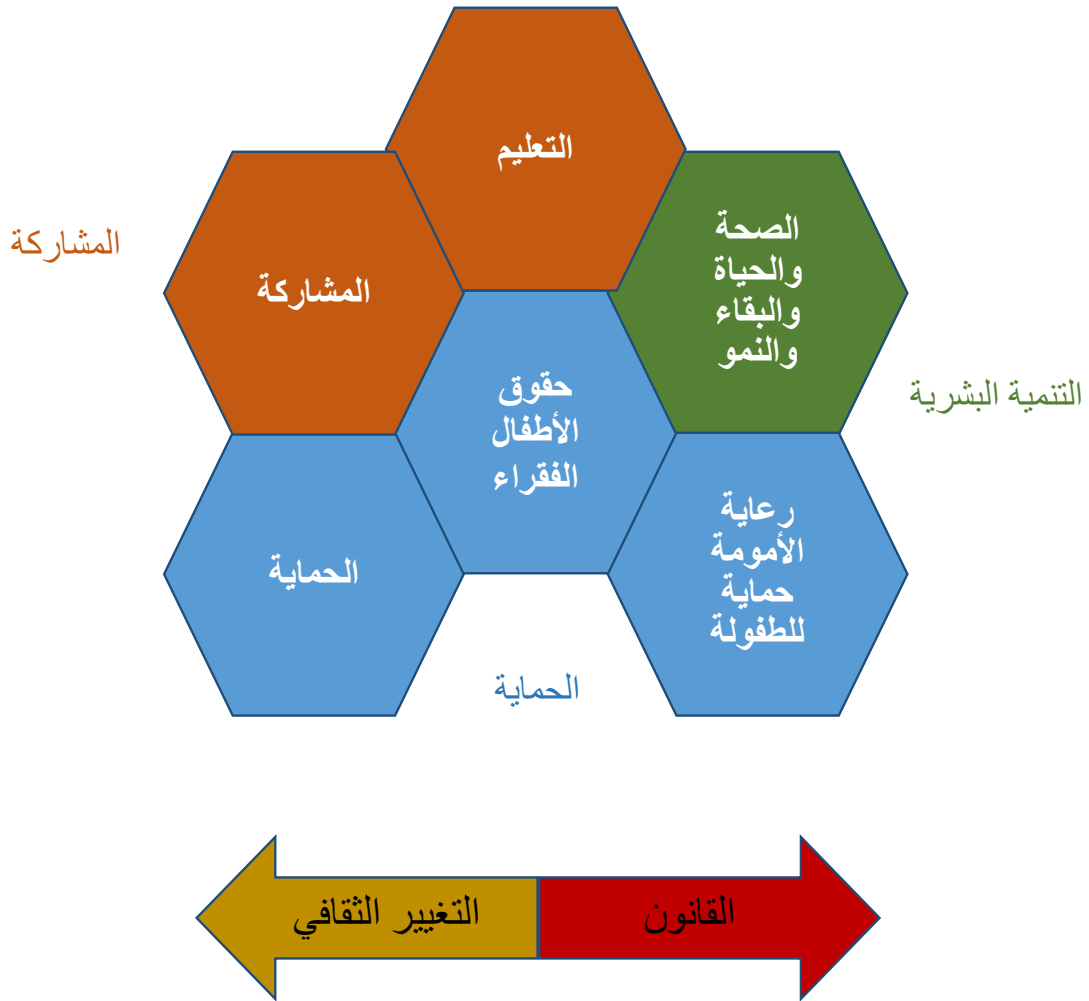 التعليم
المشاركة
المشاركة
الصحة
والحياة
والبقاء
والنمو
حقوق
الأطفال
الفقراء
التنمية البشرية
الحماية
رعاية
الأمومة
حماية
للطفولة
الحماية
القانون
التغيير الثقافي